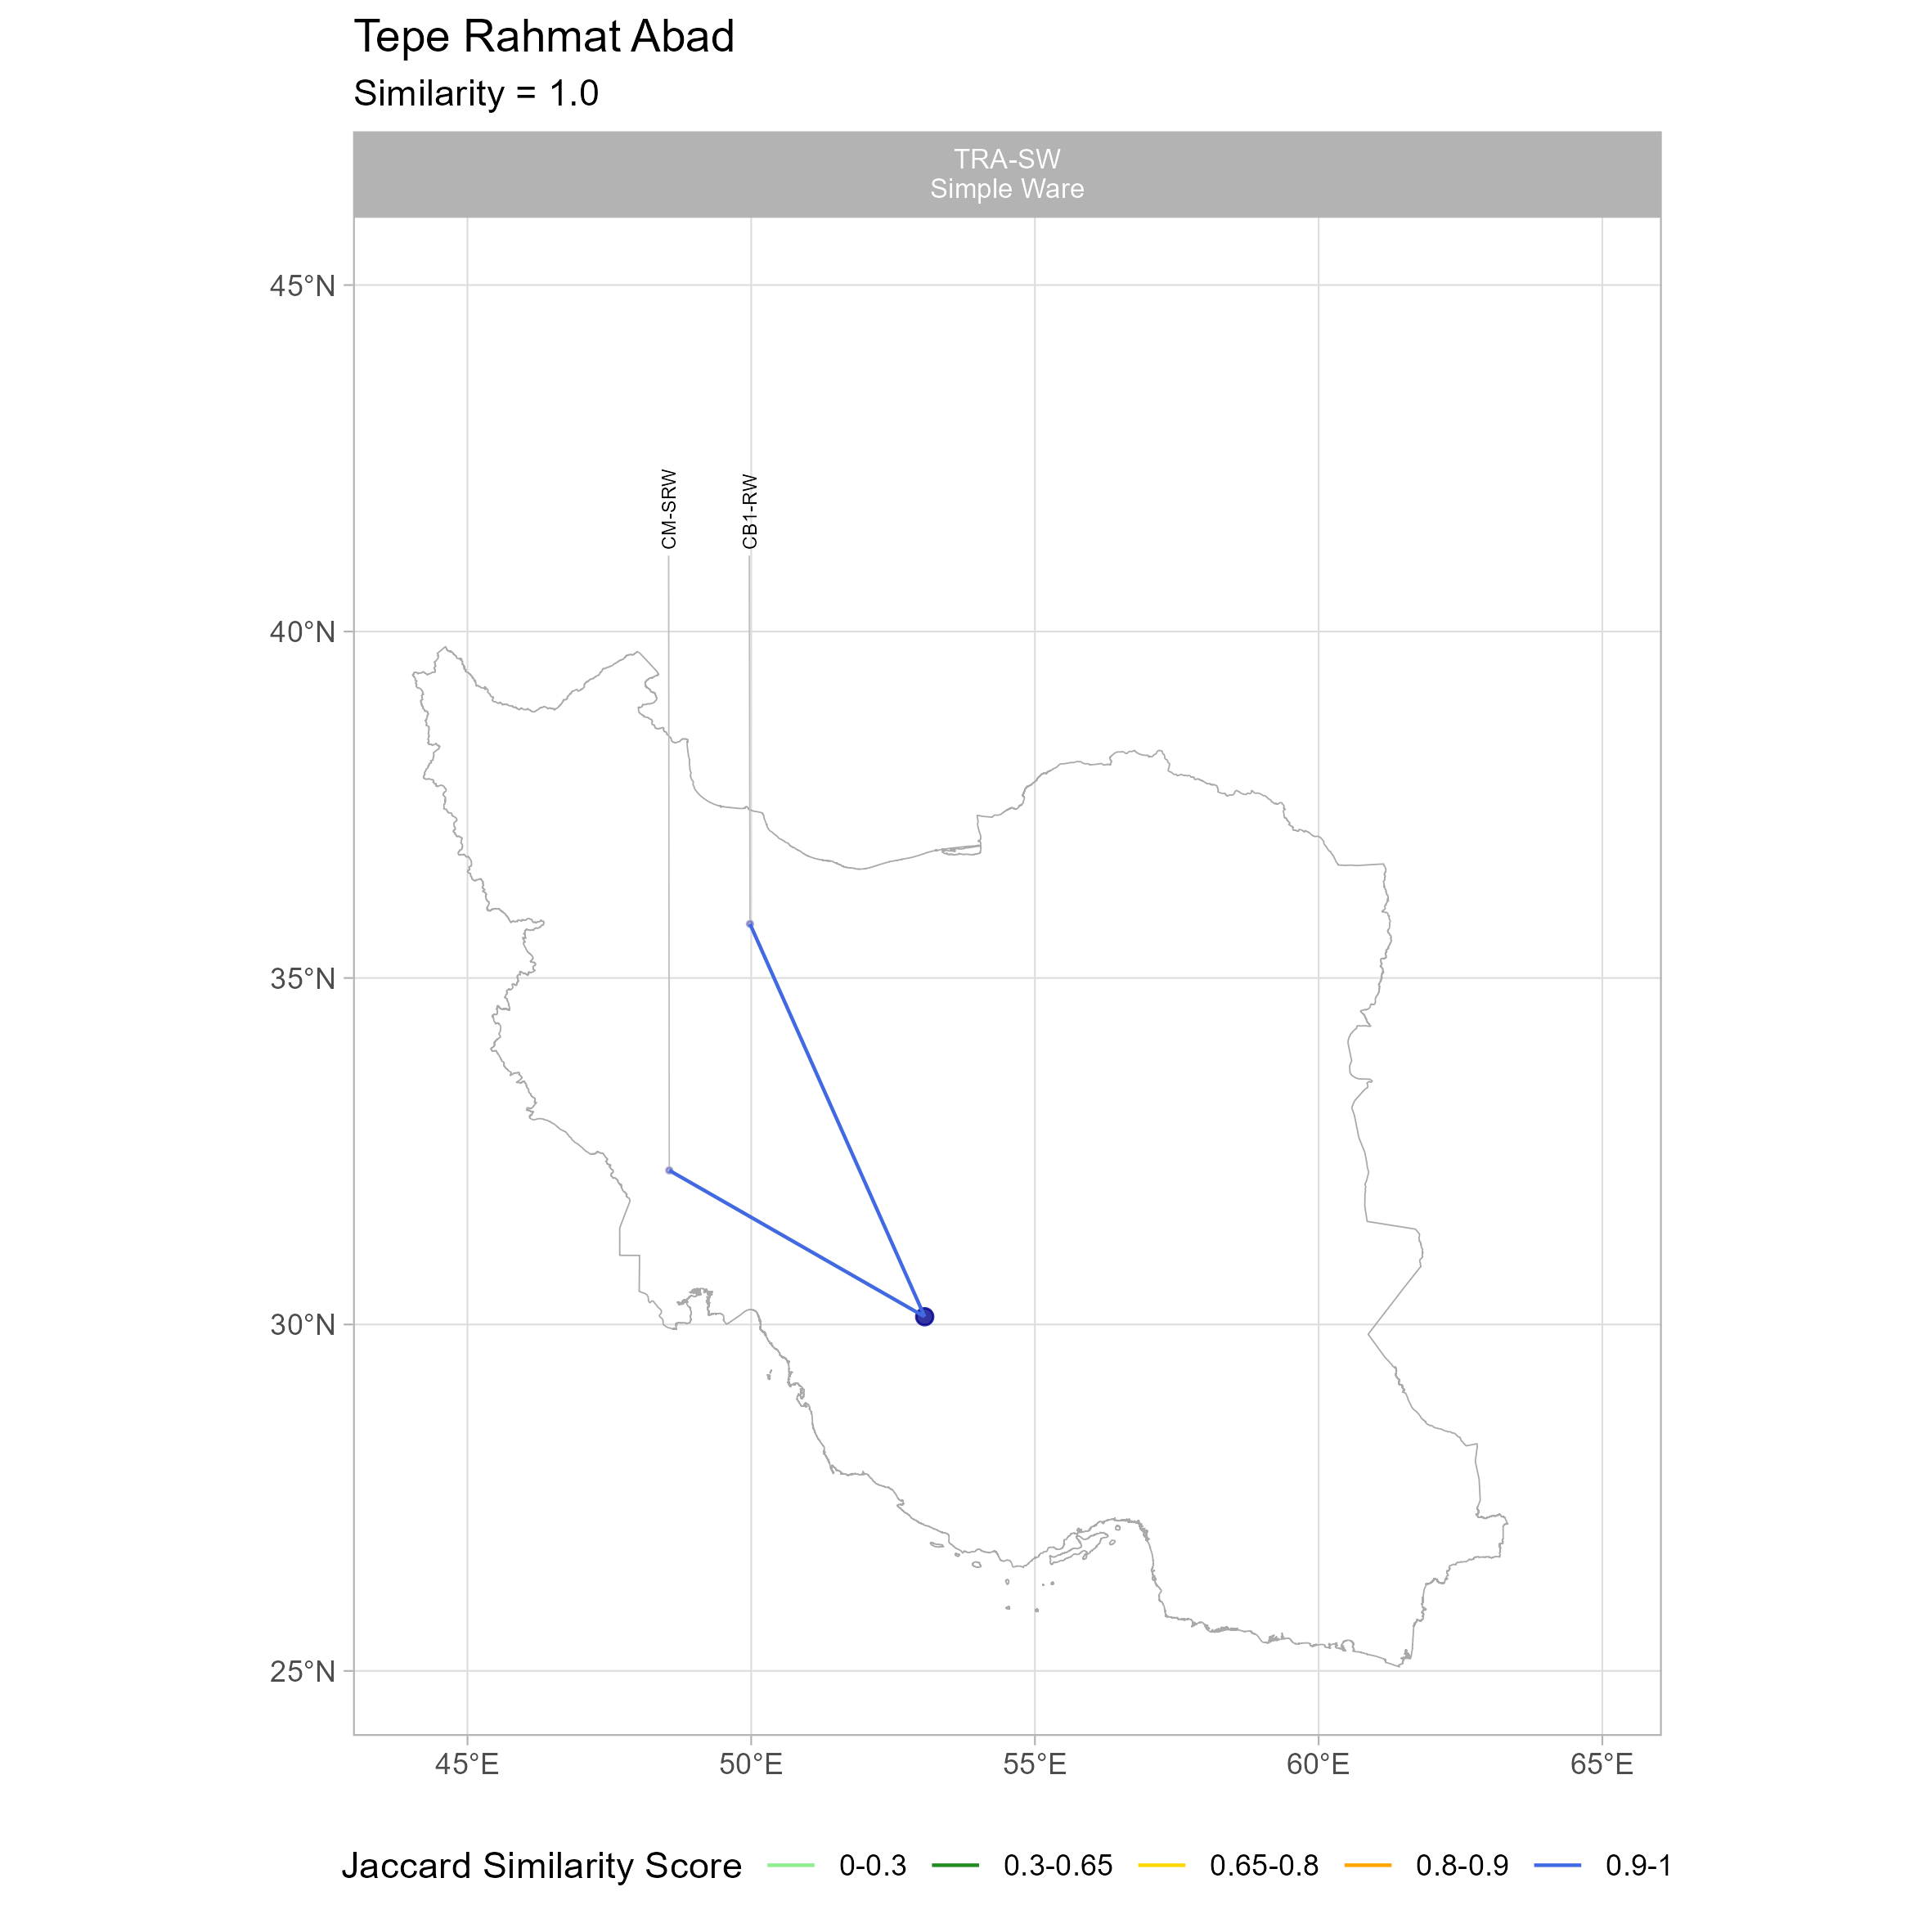 Tepe Rahmat Abad
Similarity = 1.0
TRA-SW
Simple Ware
45°N
CM-SRW
CB1-RW
40°N
35°N
30°N
25°N
45°E 50°E 55°E 60°E 65°E
Jaccard Similarity Score 0-0.3 0.3-0.65 0.65-0.8 0.8-0.9 0.9-1